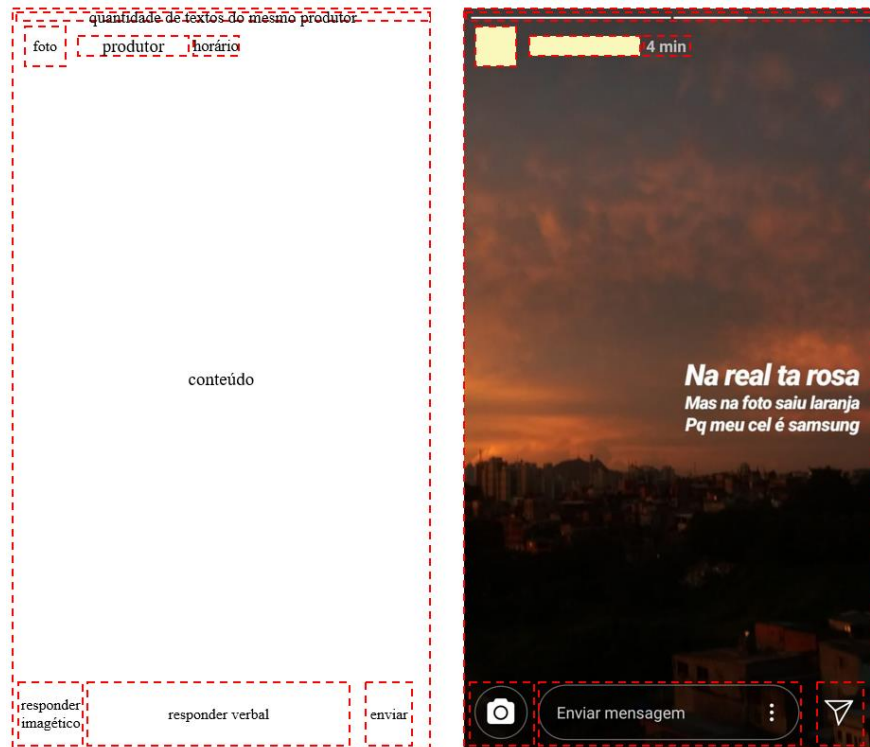 quantidade de textos do mesmo produtor
foto
produtor
horário
conteúdo
responder
imagético
responder verbal
enviar
4 min
Na real ta rosa
Mas na foto saiu laranja
Pq meu cel é samsung
Enviar mensagem